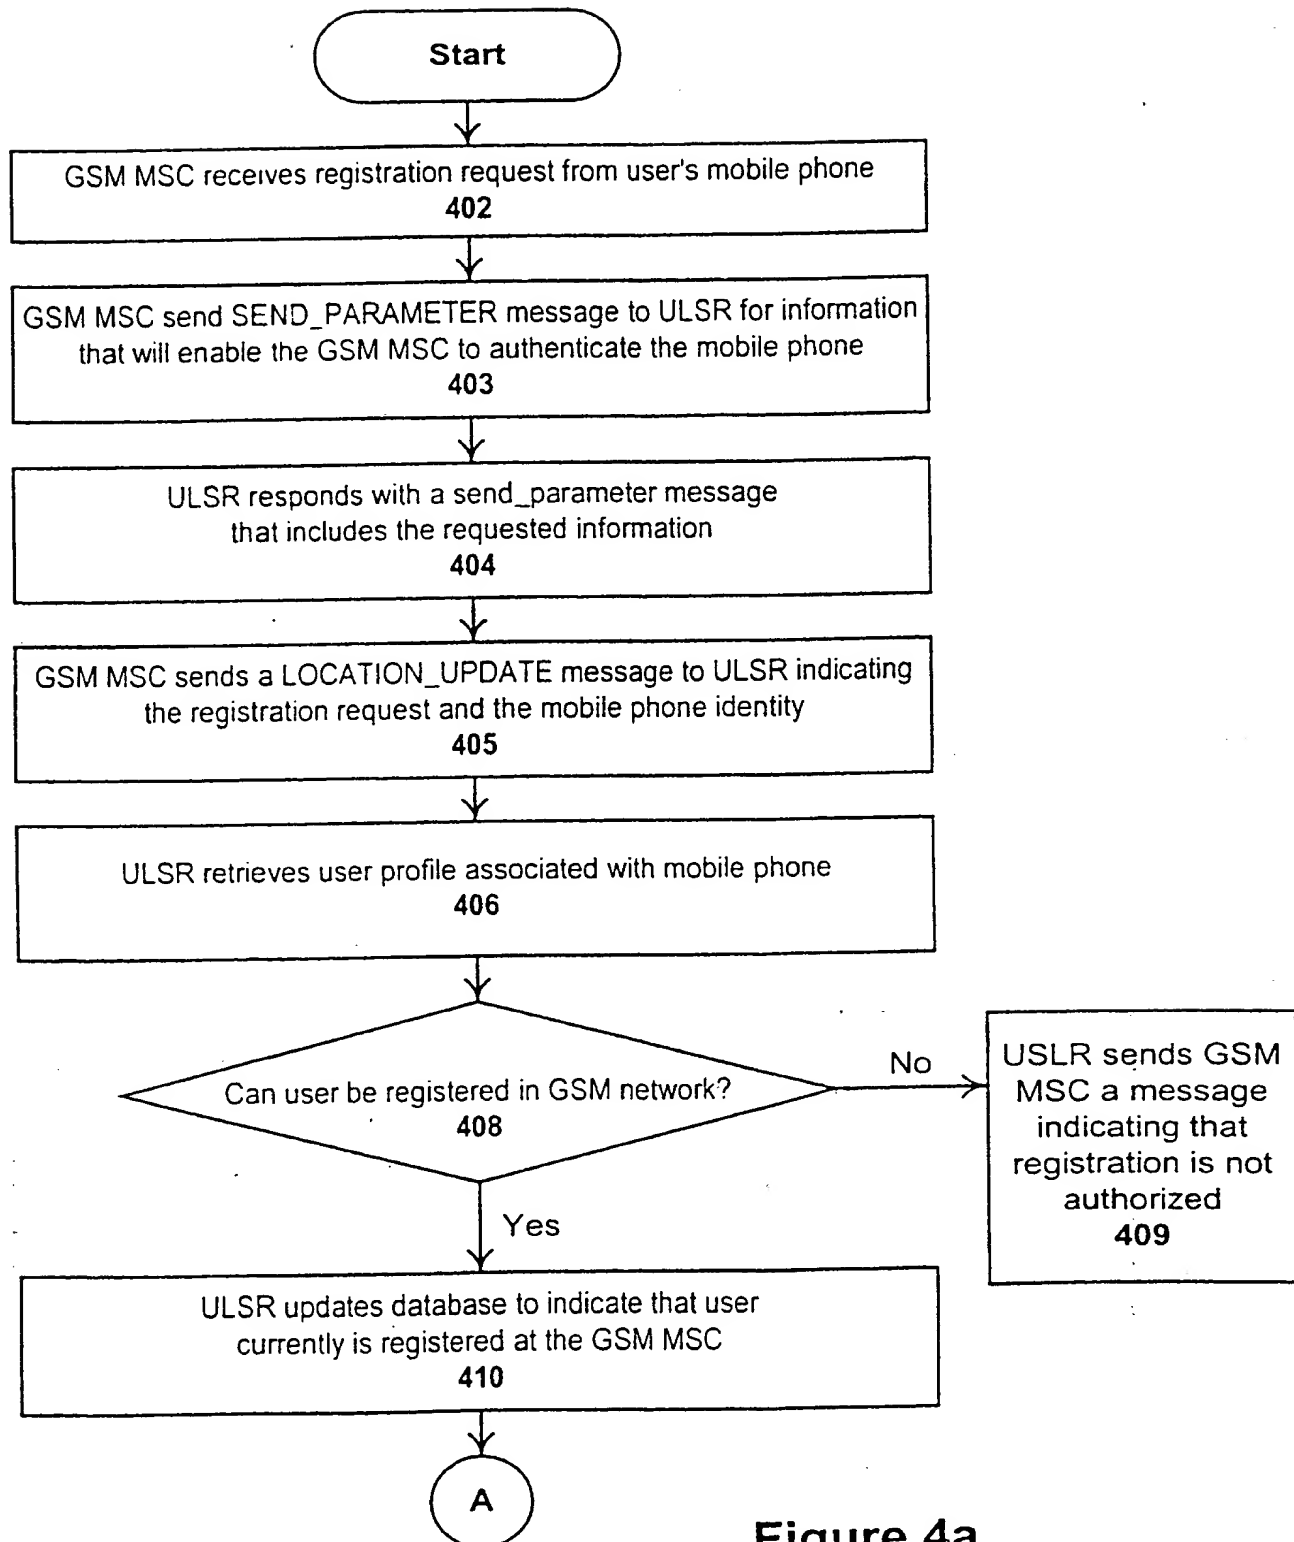 Start
GSM MSC receives registration request from user's mobile phone
402
GSM MSC send SEND_PARAMETER message to ULSR for information
that will enable the GSM MSC to authenticate the mobile phone
403
ULSR responds with a send_parameter message
that includes the requested information
404
GSM MSC sends a LOCATION_UPDATE message to ULSR indicating
the registration request and the mobile phone identity
405
ULSR retrieves user profile associated with mobile phone
406
Can user be registered in GSM network?
408
No
USLR sends GSM
MSC a message
indicating that
registration is not
authorized
409
Yes
ULSR updates database to indicate that user
currently is registered at the GSM MSC
410
A
Figure 4a